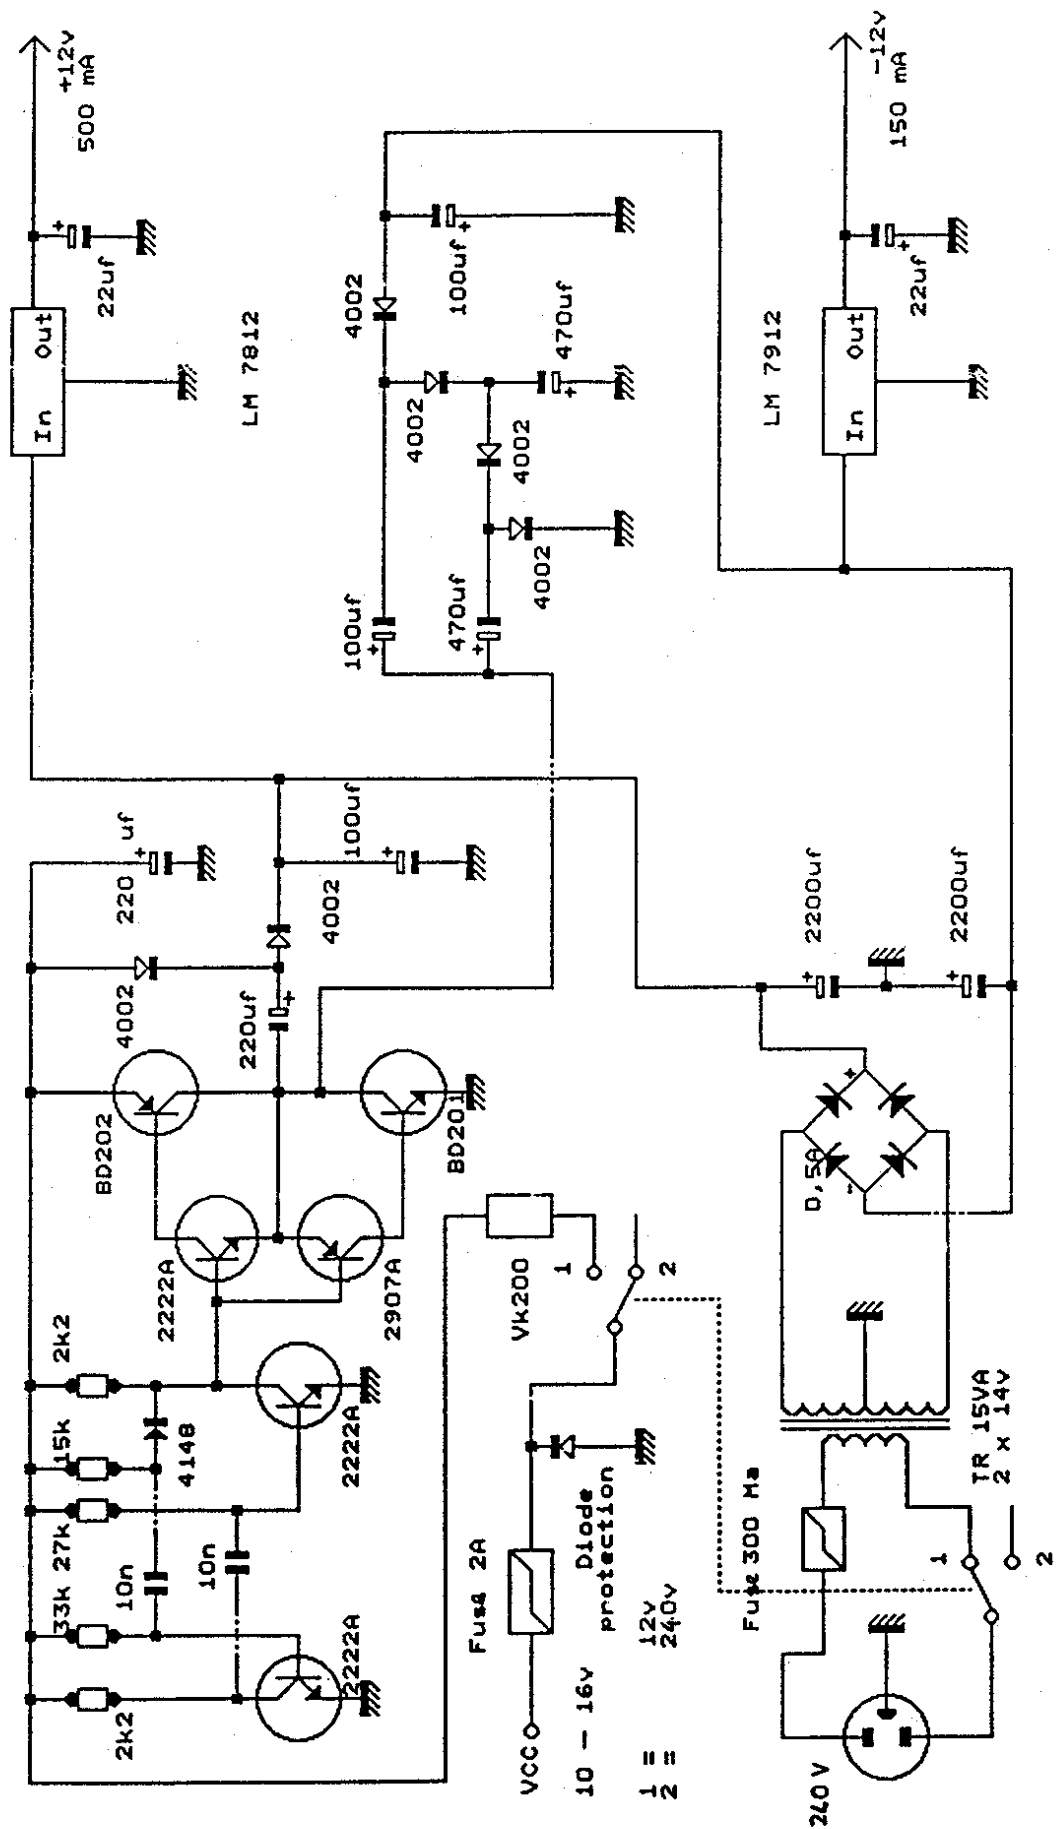 +12v
500 mA
22uf
Out
In
LM 7812
4002
100uf
+
470uf
4002
4002
4002
100uf
470uf
-12v
150 mA
22uf
LM 7912
Out
In
220 uf
100uf
4002
4002
220uf
BD202
BD201
2222A
2907A
2k2
15k
27k
33k
2k2
4148
10n
10n
2222A
2222A
Vk200
1
2
Fuse 2A
Diode
protection
VCC
10 - 16v
1 = 12v
2 = 240v
2200uf
2200uf
0,5A
+
-
TR 15VA
2 x 14v
Fuse 300 Ma
1
2
240 V